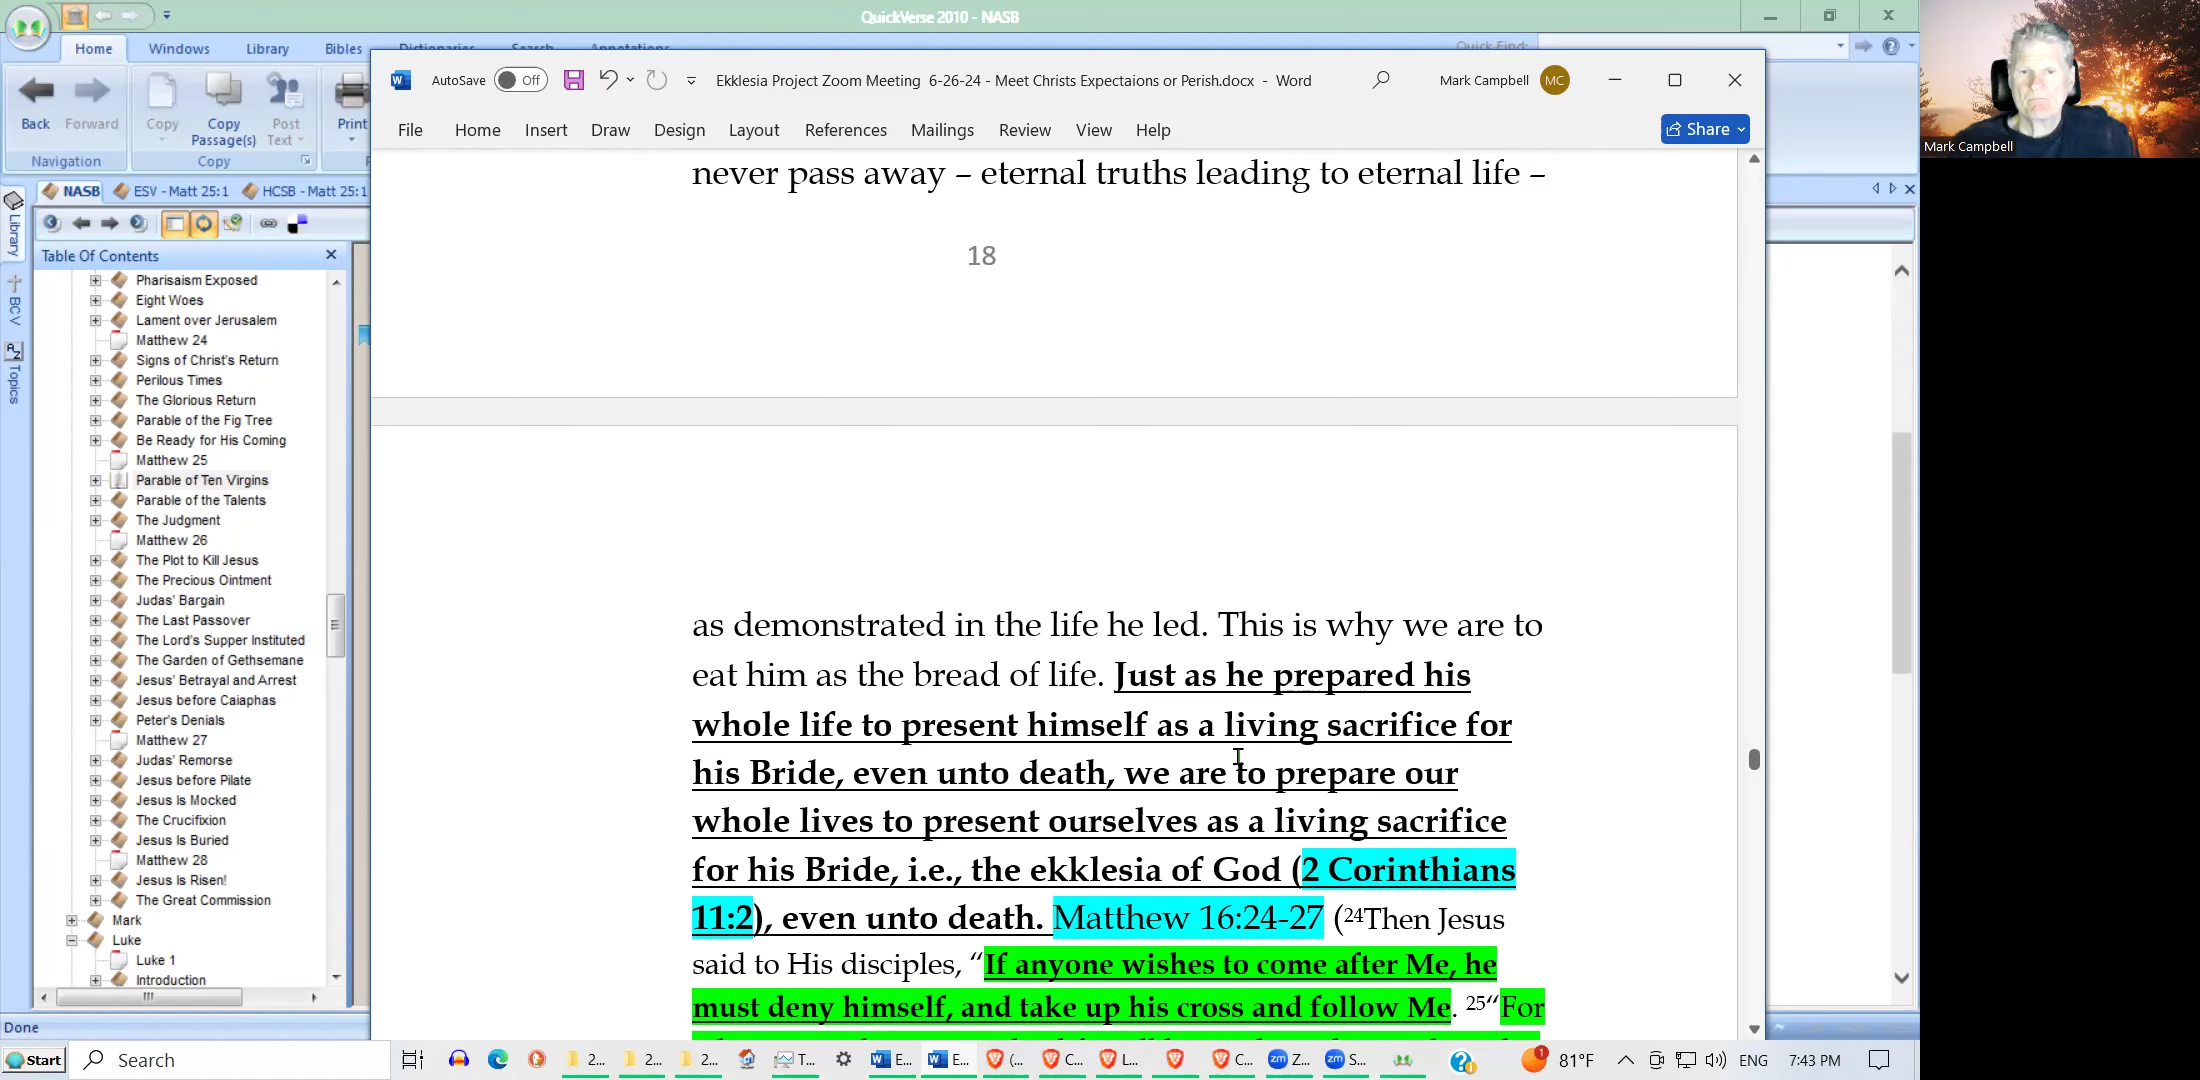 QuickVerse 2010 - NASB
Home Windows Library Bibles Dictionaries Search Annotations
Quick Find:
Back Forward Copy Copy Passage(s) Post Text Print
Navigation Copy
NASB ESV - Matt 25:1 HCSB - Matt 25:1
Library
BCV
Topics
Table Of Contents
Pharisaism Exposed
Eight Woes
Lament over Jerusalem
Matthew 24
Signs of Christ's Return
Perilous Times
The Glorious Return
Parable of the Fig Tree
Be Ready for His Coming
Matthew 25
Parable of Ten Virgins
Parable of the Talents
The Judgment
Matthew 26
The Plot to Kill Jesus
The Precious Ointment
Judas' Bargain
The Last Passover
The Lord's Supper Instituted
The Garden of Gethsemane
Jesus' Betrayal and Arrest
Jesus before Caiaphas
Peter's Denials
Matthew 27
Judas' Remorse
Jesus before Pilate
Jesus Is Mocked
The Crucifixion
Jesus Is Buried
Matthew 28
Jesus Is Risen!
The Great Commission
Mark
Luke
Luke 1
Introduction
Done
AutoSave Off Ekklesia Project Zoom Meeting 6-26-24 - Meet Christs Expectaions or Perish.docx - Word Mark Campbell MC
File Home Insert Draw Design Layout References Mailings Review View Help Share
never pass away – eternal truths leading to eternal life –
18
as demonstrated in the life he led. This is why we are to
eat him as the bread of life. Just as he prepared his
whole life to present himself as a living sacrifice for
his Bride, even unto death, we are to prepare our
whole lives to present ourselves as a living sacrifice
for his Bride, i.e., the ekklesia of God (2 Corinthians
11:2), even unto death. Matthew 16:24-27 (24Then Jesus
said to His disciples, “If anyone wishes to come after Me, he
must deny himself, and take up his cross and follow Me. 25“For
Mark Campbell
Start Search 2... 2... 2... T... E... E... (... C... L... C... Z... S... 1 81°F ENG 7:43 PM